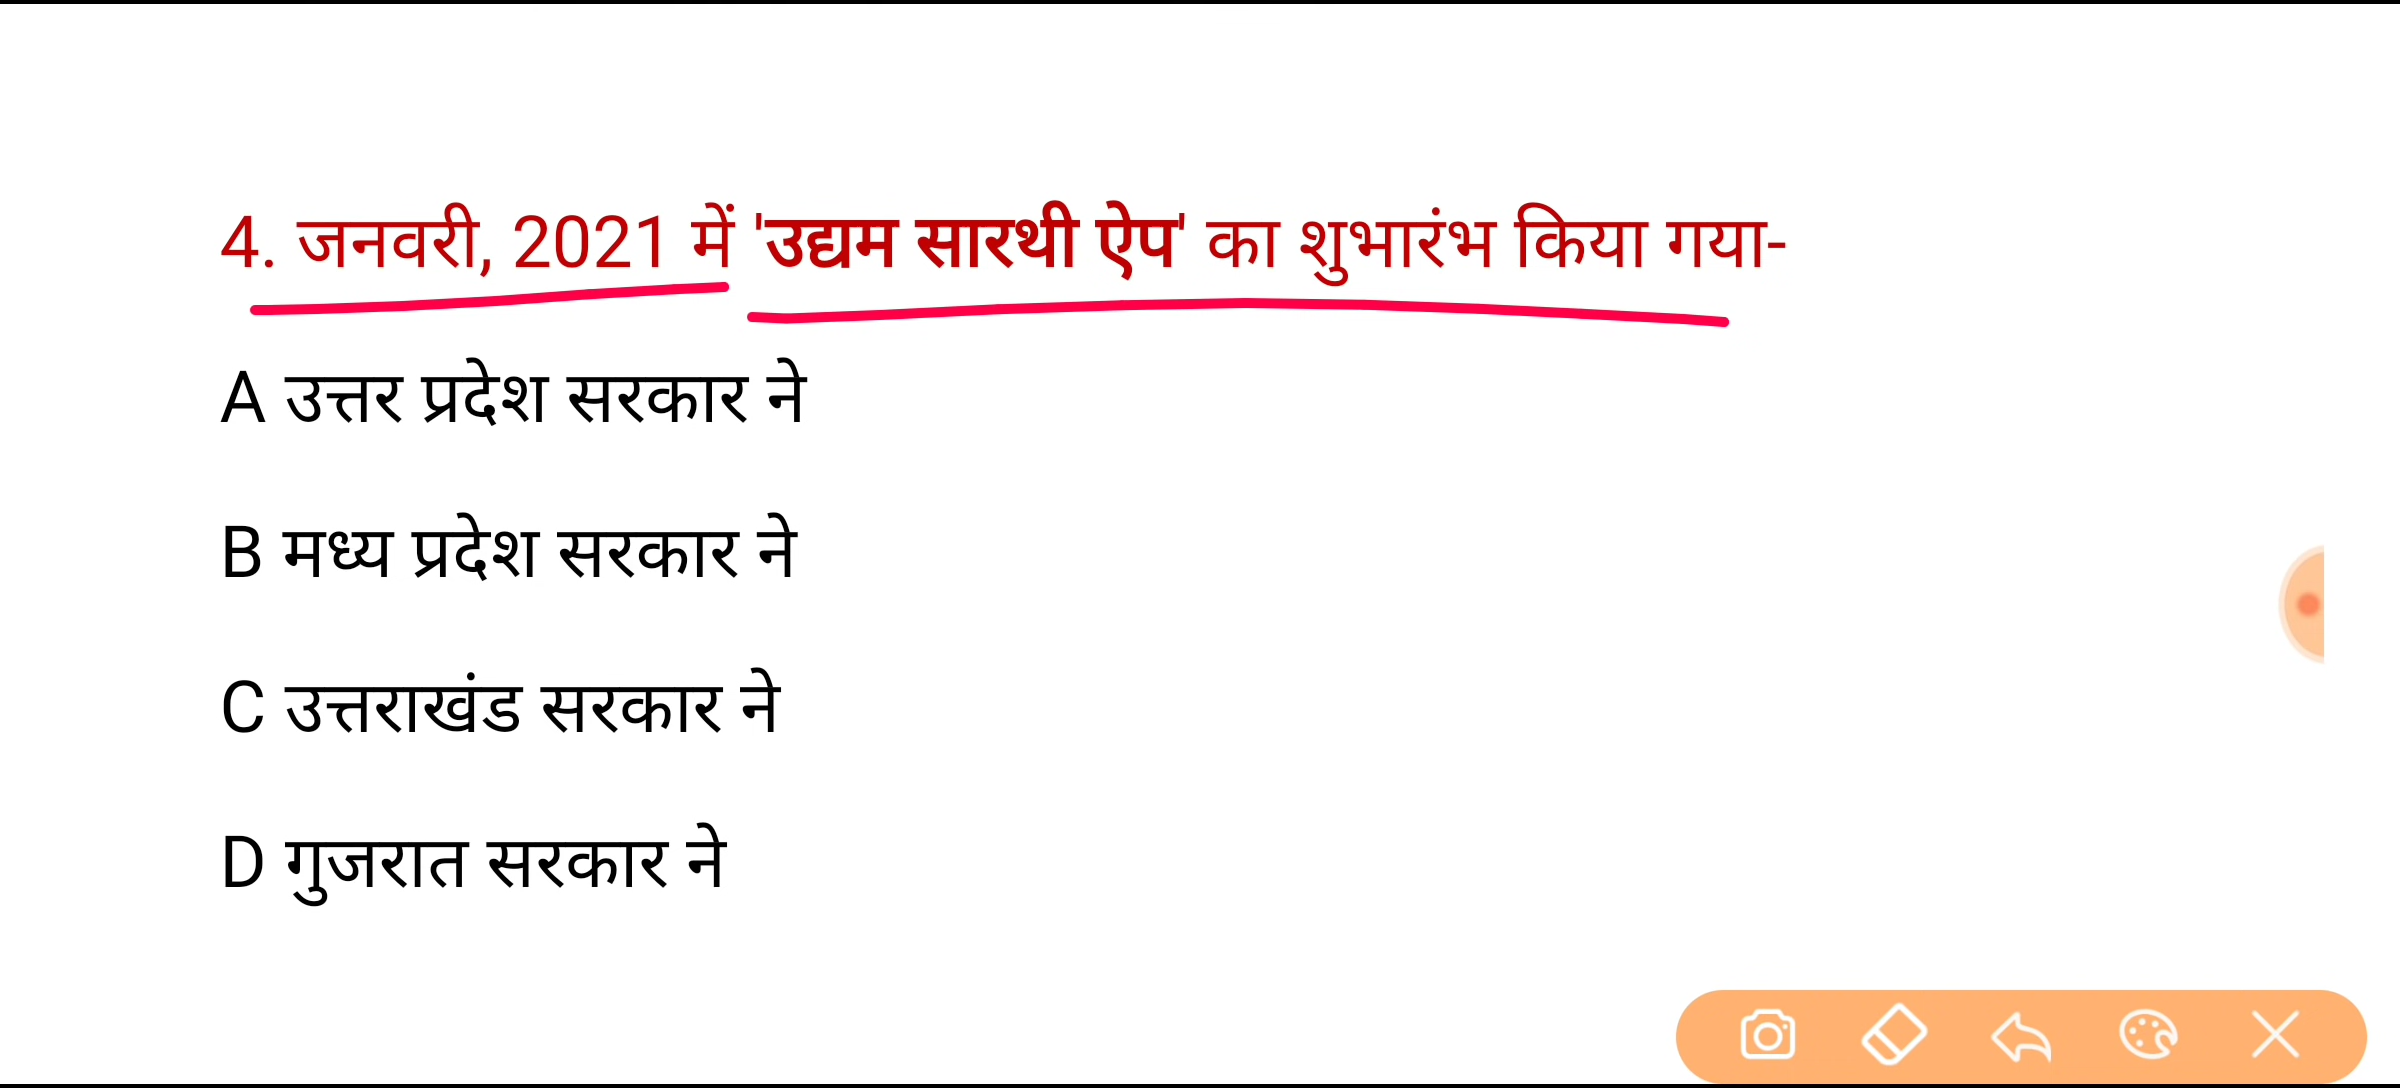 4. जनवरी, 2021 में 'उद्यम सारथी ऐप' का शुभारंभ किया गया-
A उत्तर प्रदेश सरकार ने
B मध्य प्रदेश सरकार ने
C उत्तराखंड सरकार ने
D गुजरात सरकार ने